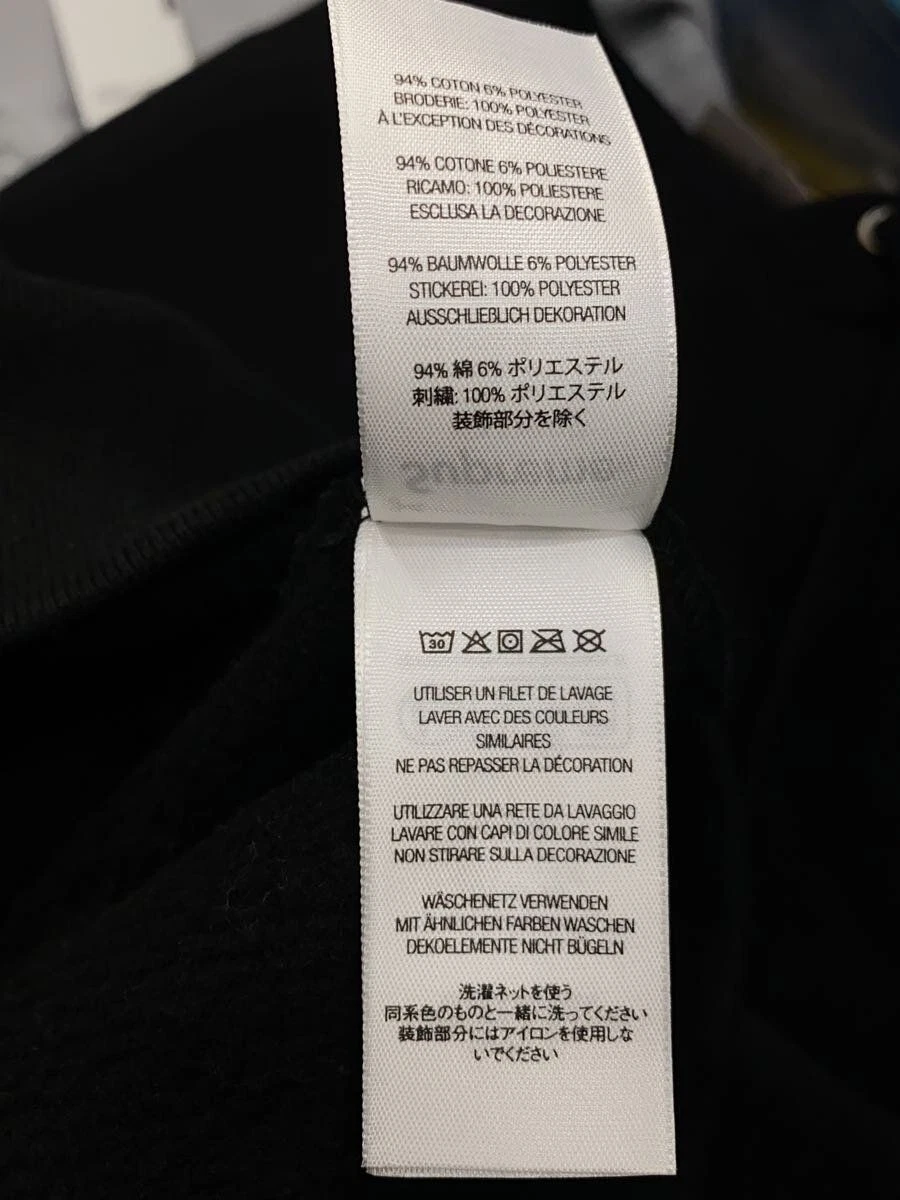 94% COTON 6% POLYESTER
BRODERIE: 100% POLYESTER
À L'EXCEPTION DES DÉCORATIONS
94% COTONE 6% POLIESTERE
RICAMO: 100% POLIESTERE
ESCLUSA LA DECORAZIONE
94% BAUMWOLLE 6% POLYESTER
STICKEREI: 100% POLYESTER
AUSSCHLIEBLICH DEKORATION
94% 綿 6% ポリエステル
刺繍: 100% ポリエステル
装飾部分を除く
30
UTILISER UN FILET DE LAVAGE
LAVER AVEC DES COULEURS
SIMILAIRES
NE PAS REPASSER LA DÉCORATION
UTILIZZARE UNA RETE DA LAVAGGIO
LAVARE CON CAPI DI COLORE SIMILE
NON STIRARE SULLA DECORAZIONE
WÄSCHENETZ VERWENDEN
MIT ÄHNLICHEN FARBEN WASCHEN
DEKOELEMENTE NICHT BÜGELN
洗濯ネットを使う
同系色のものと一緒に洗ってください
装飾部分にはアイロンを使用しな
いでください